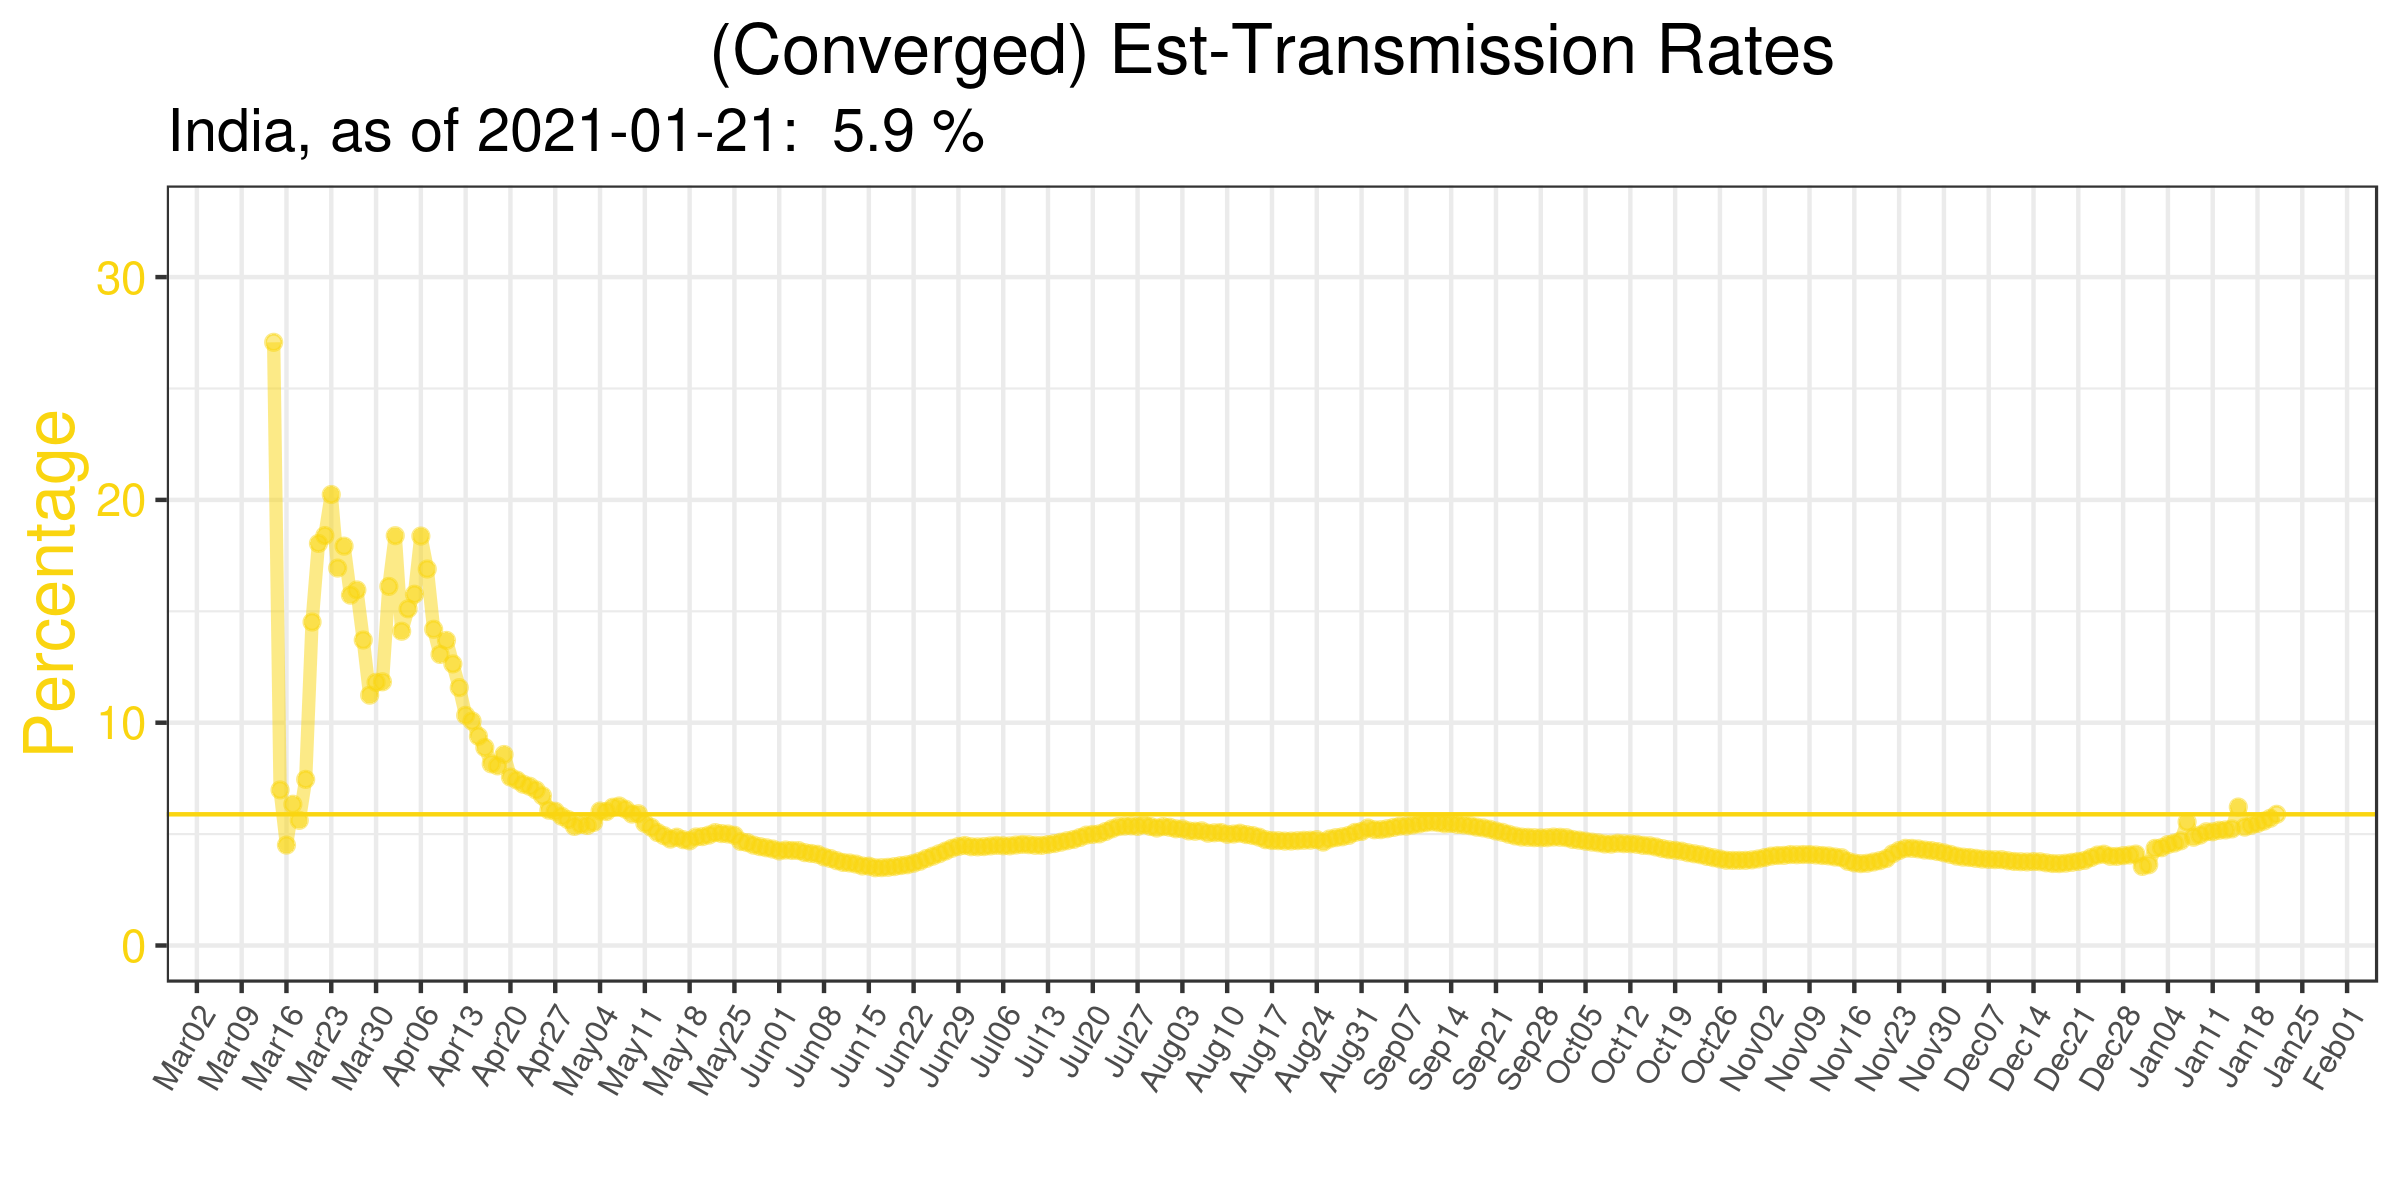 (Converged) Est-Transmission Rates
India, as of 2021-01-21:  5.9 %
Percentage
30
20
10
0
Mar02 Mar09 Mar16 Mar23 Mar30 Apr06 Apr13 Apr20 Apr27 May04 May11 May18 May25 Jun01 Jun08 Jun15 Jun22 Jun29 Jul06 Jul13 Jul20 Jul27 Aug03 Aug10 Aug17 Aug24 Aug31 Sep07 Sep14 Sep21 Sep28 Oct05 Oct12 Oct19 Oct26 Nov02 Nov09 Nov16 Nov23 Nov30 Dec07 Dec14 Dec21 Dec28 Jan04 Jan11 Jan18 Jan25 Feb01